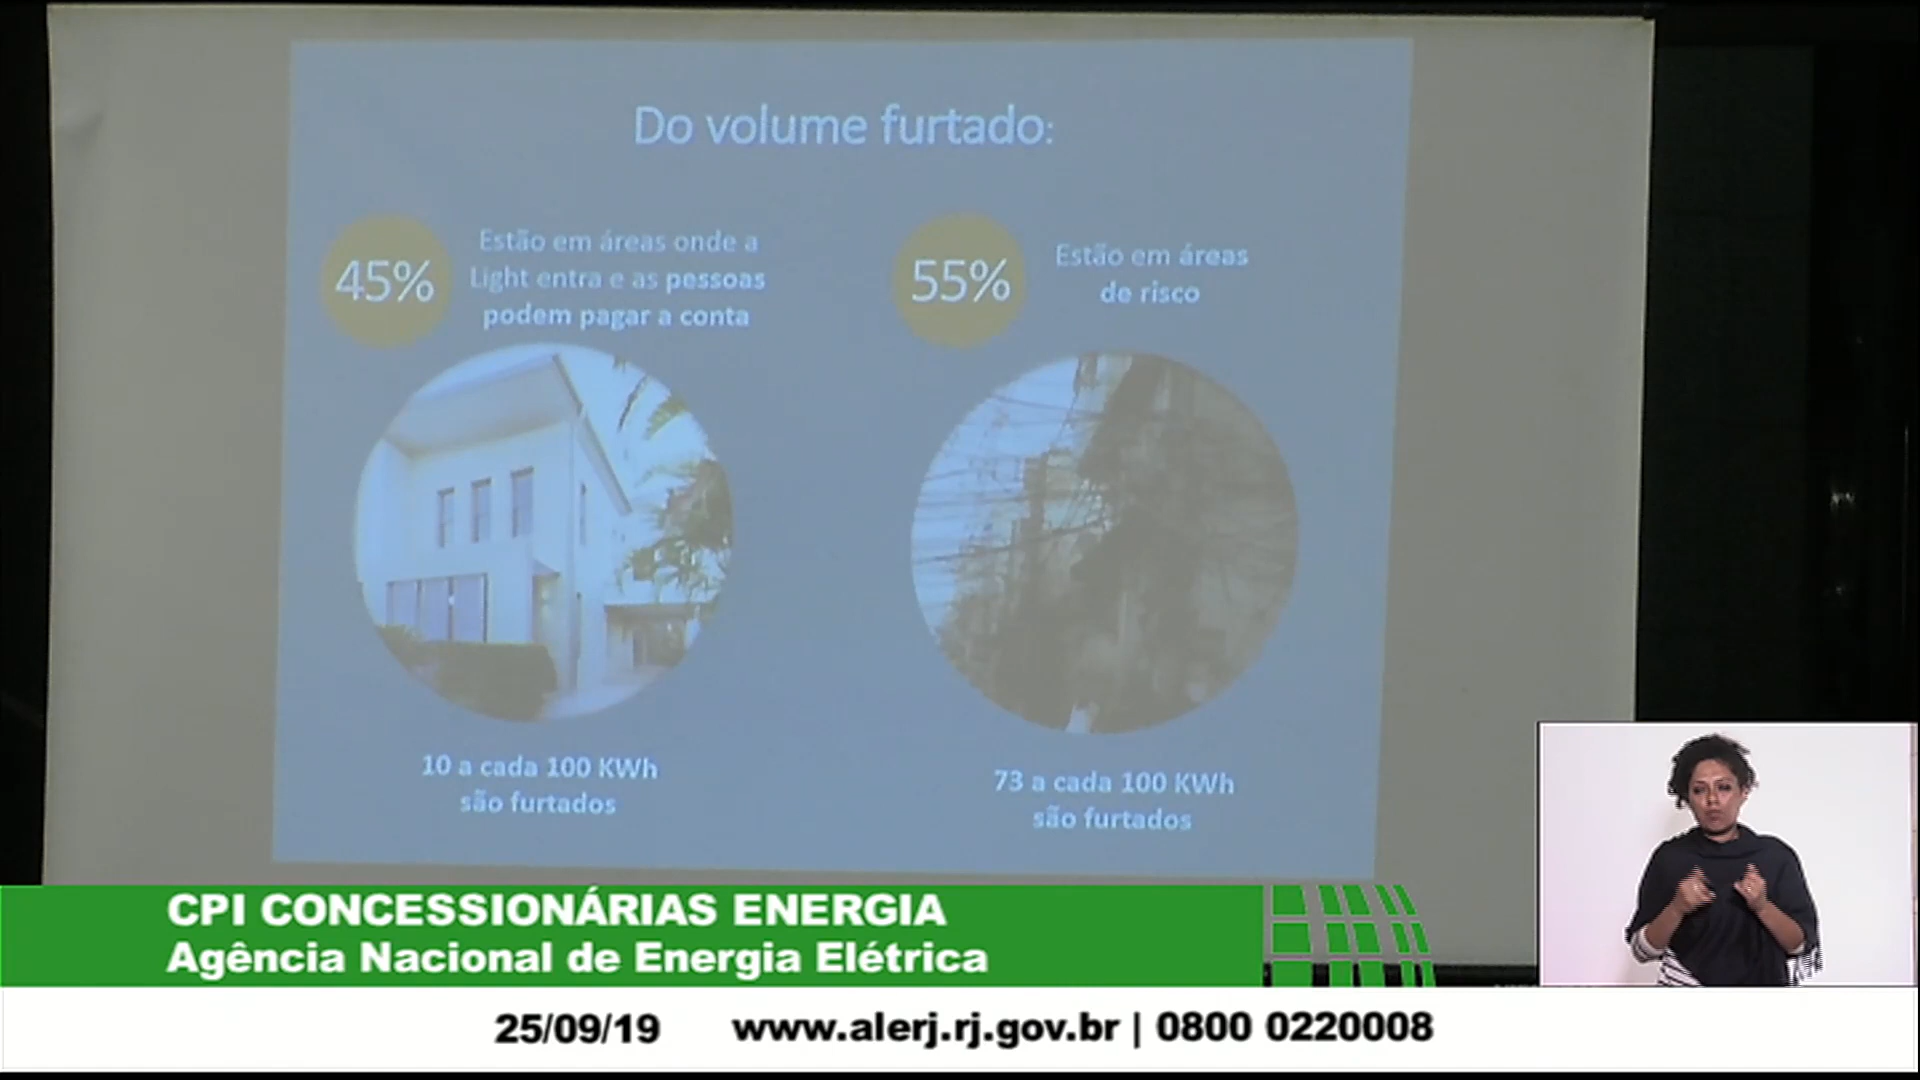 Do volume furtado:
45%
Estão em áreas onde a
Light entra e as pessoas
podem pagar a conta
55%
Estão em áreas
de risco
10 a cada 100 KWh
são furtados
73 a cada 100 KWh
são furtados
CPI CONCESSIONÁRIAS ENERGIA
Agência Nacional de Energia Elétrica
25/09/19 www.alerj.rj.gov.br | 0800 0220008